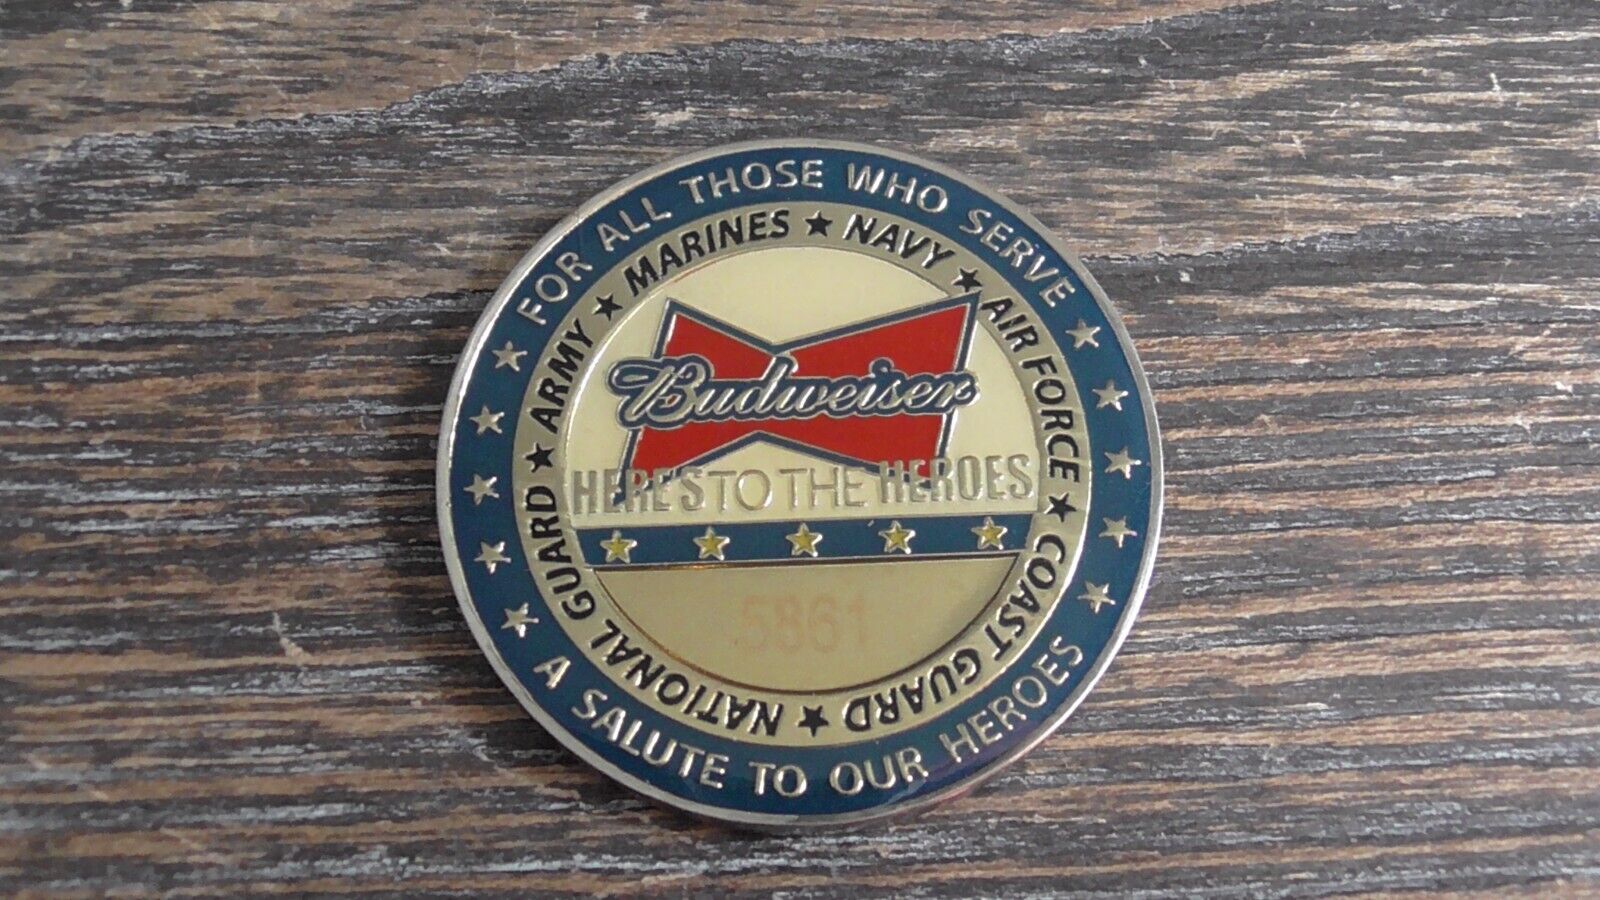 FOR ALL THOSE WHO SERVE
ARMY ★ MARINES ★ NAVY ★ AIR FORCE ★ COAST GUARD ★ NATIONAL GUARD ★
Budweiser
HERE'S TO THE HEROES
5861
A SALUTE TO OUR HEROES